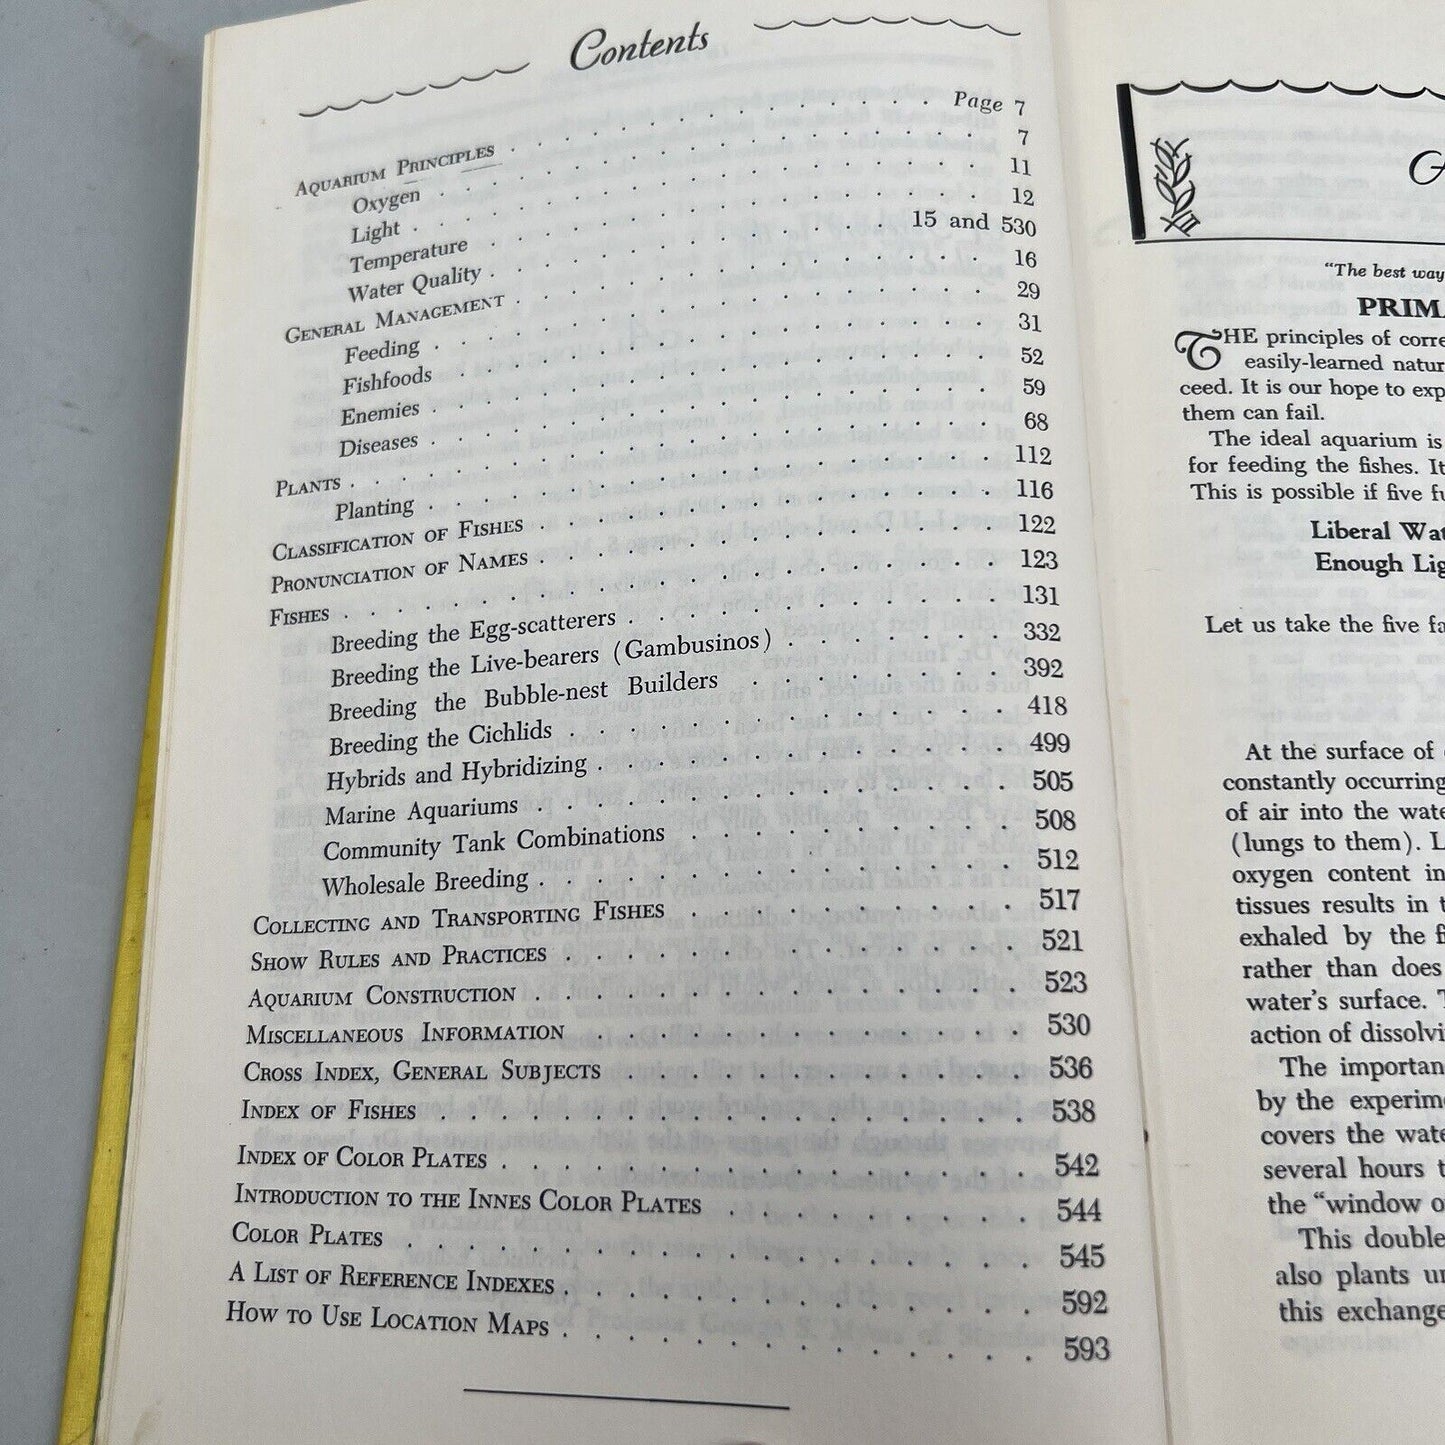 Contents
AQUARIUM PRINCIPLES . . . . . . . . . . . . Page 7
Oxygen . . . . . . . . . . . . . . . 7
Light . . . . . . . . . . . . . . . 11
Temperature . . . . . . . . . . . . . . 12
Water Quality . . . . . . . . . . . 15 and 530
GENERAL MANAGEMENT . . . . . . . . . . . . 16
Feeding . . . . . . . . . . . . . . . 29
Fishfoods . . . . . . . . . . . . . . . 31
Enemies . . . . . . . . . . . . . . . 52
Diseases . . . . . . . . . . . . . . . 59
PLANTS . . . . . . . . . . . . . . . . . 68
Planting . . . . . . . . . . . . . . . 112
CLASSIFICATION OF FISHES . . . . . . . . . . . . 116
PRONUNCIATION OF NAMES . . . . . . . . . . . . 122
FISHES . . . . . . . . . . . . . . . . . 123
Breeding the Egg-scatterers . . . . . . . . . . 131
Breeding the Live-bearers (Gambusinos) . . . . . . 332
Breeding the Bubble-nest Builders . . . . . . . 392
Breeding the Cichlids . . . . . . . . . . . 418
Hybrids and Hybridizing . . . . . . . . . . . 499
Marine Aquariums . . . . . . . . . . . . 505
Community Tank Combinations . . . . . . . . . 508
Wholesale Breeding . . . . . . . . . . . . 512
COLLECTING AND TRANSPORTING FISHES . . . . . . . . . 517
SHOW RULES AND PRACTICES . . . . . . . . . . . . 521
AQUARIUM CONSTRUCTION . . . . . . . . . . . . 523
MISCELLANEOUS INFORMATION . . . . . . . . . . . 530
CROSS INDEX, GENERAL SUBJECTS . . . . . . . . . . 536
INDEX OF FISHES . . . . . . . . . . . . . . 538
INDEX OF COLOR PLATES . . . . . . . . . . . . . 542
INTRODUCTION TO THE INNES COLOR PLATES . . . . . . . . 544
COLOR PLATES . . . . . . . . . . . . . . . 545
A LIST OF REFERENCE INDEXES . . . . . . . . . . . 592
HOW TO USE LOCATION MAPS . . . . . . . . . . . 593
"The best way
PRIM
THE principles of corre
easily-learned natur
ceed. It is our hope to exp
them can fail.
The ideal aquarium is
for feeding the fishes. It
This is possible if five fu
Liberal Wat
Enough Lig
Let us take the five fa
At the surface of
constantly occurring
of air into the wate
(lungs to them). L
oxygen content in
tissues results in t
exhaled by the fi
rather than does
water's surface. T
action of dissolvi
The importan
by the experime
covers the wate
several hours t
the "window o
This double
also plants un
this exchange